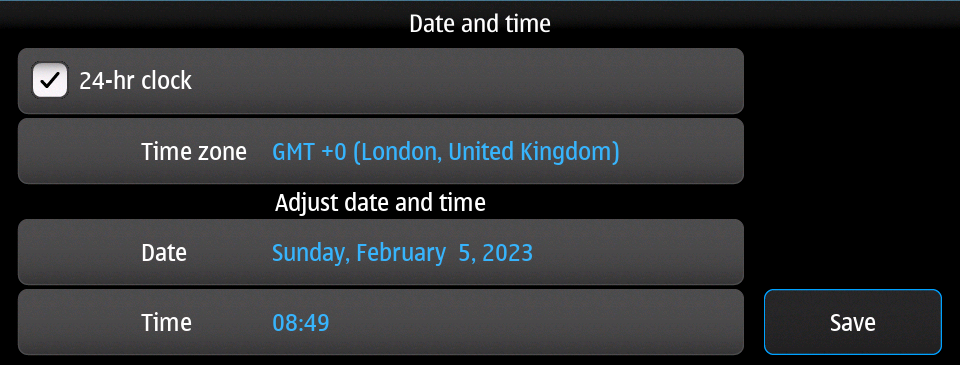 Date and time
24-hr clock
Time zone GMT +0 (London, United Kingdom)
Adjust date and time
Date Sunday, February  5, 2023
Time 08:49
Save